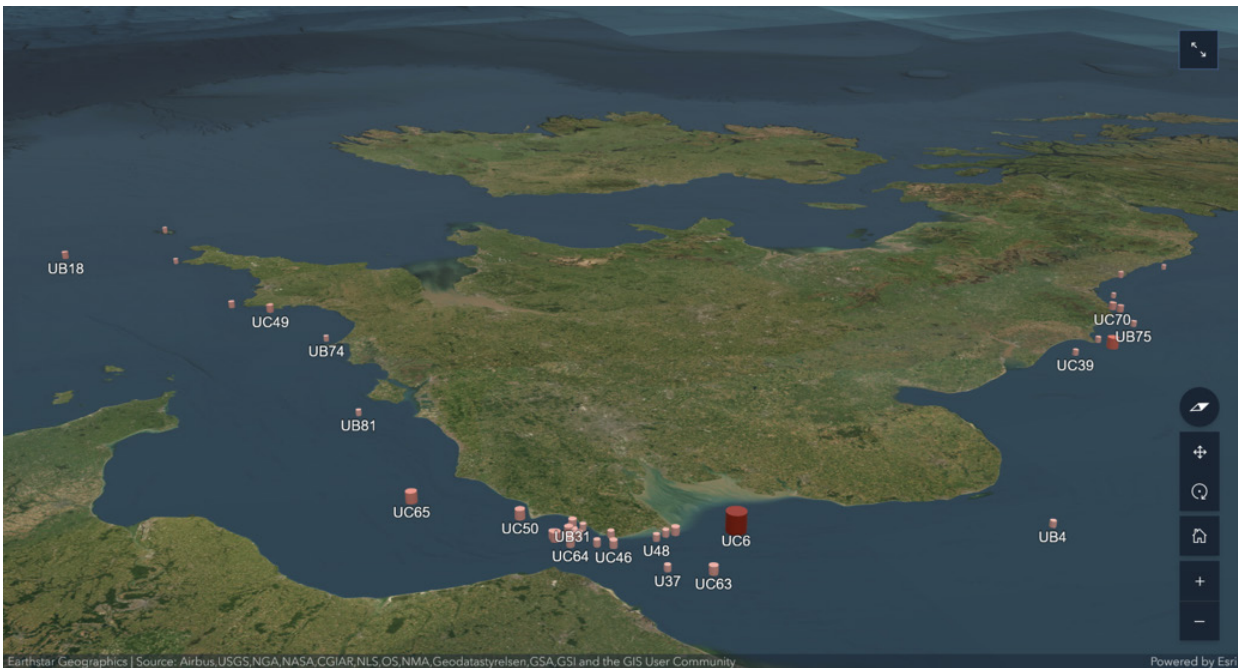 UB18
UC49
UC70
UB75
UB74
UC39
UB81
UC65
UC50
UB31
UC6
UB4
UC64
UC46
U48
U37
UC63
Earthstar Geographics | Source: Airbus,USGS,NGA,NASA,CGIAR,NLS,OS,NMA,Geodatastyrelsen,GSA,GSI and the GIS User Community
Powered by Esri